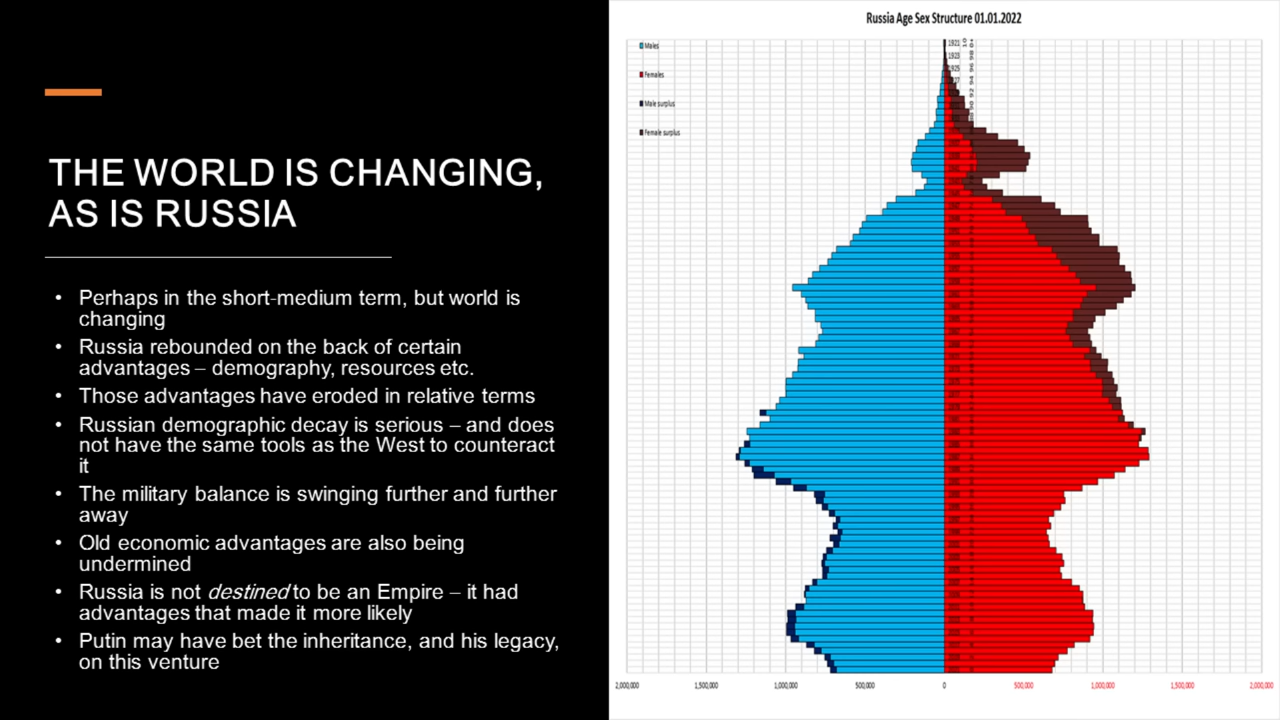 THE WORLD IS CHANGING,
AS IS RUSSIA
• Perhaps in the short-medium term, but world is
changing
• Russia rebounded on the back of certain
advantages – demography, resources etc.
• Those advantages have eroded in relative terms
• Russian demographic decay is serious – and does
not have the same tools as the West to counteract
it
• The military balance is swinging further and further
away
• Old economic advantages are also being
undermined
• Russia is not destined to be an Empire – it had
advantages that made it more likely
• Putin may have bet the inheritance, and his legacy,
on this venture
Russia Age Sex Structure 01.01.2022
Males
Females
Male surplus
Female surplus
2,000,000 1,500,000 1,000,000 500,000 0 500,000 1,000,000 1,500,000 2,000,000